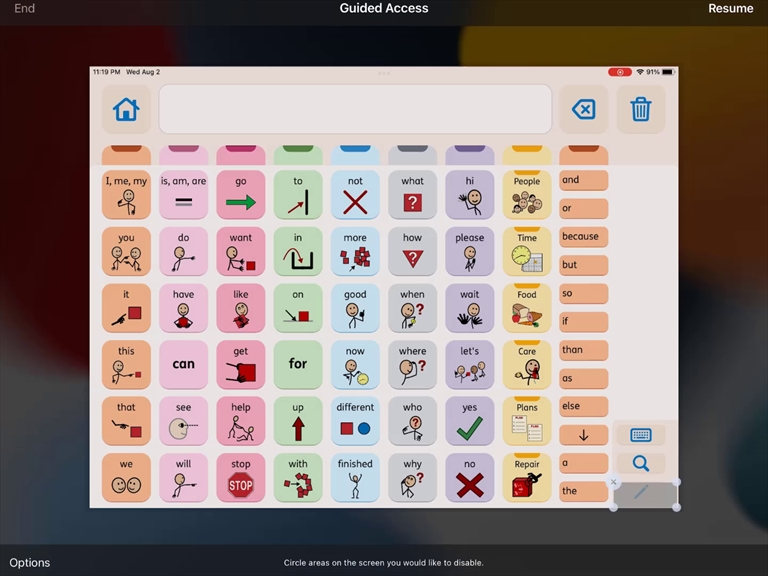 End Guided Access Resume
11:19 PM Wed Aug 2 91%
I, me, my is, am, are go to not what hi People and
or
you do want in more how please Time because
but
it have like on good when wait Food so
if
this can get for now where let's Care than
as
that see help up different who yes Plans else
PLAN PLAN
we will stop with finished why no Repair a
STOP
the
Options Circle areas on the screen you would like to disable.